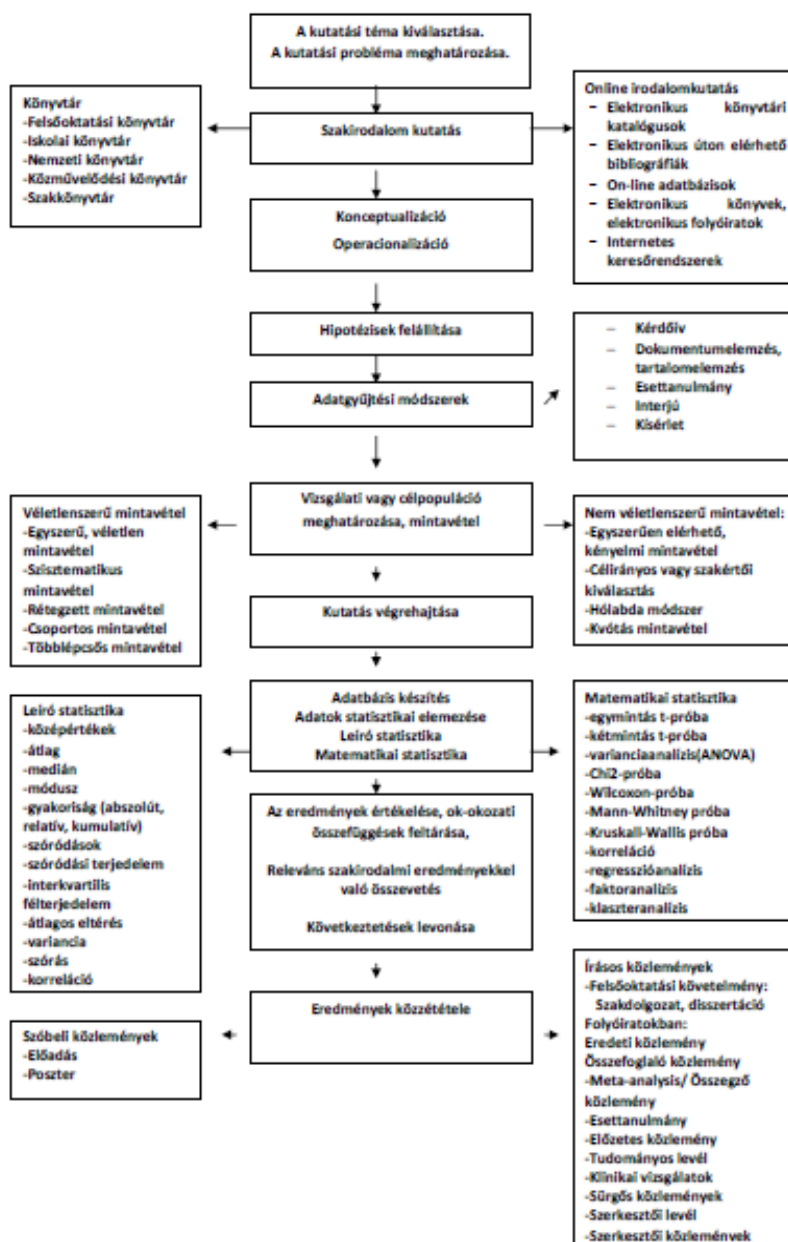 A kutatási téma kiválasztása.
A kutatási probléma meghatározása.
Könyvtár
-Felsőoktatási könyvtár
-Iskolai könyvtár
-Nemzeti könyvtár
-Közművelődési könyvtár
-Szakkönyvtár
Szakirodalom kutatás
Online irodalomkutatás
– Elektronikus könyvtári
katalógusok
– Elektronikus úton elérhető
bibliográfiák
– On-line adatbázisok
– Elektronikus könyvek,
elektronikus folyóiratok
– Internetes
keresőrendszerek
Konceptualizáció
Operacionalizáció
Hipotézisek felállítása
Adatgyűjtési módszerek
– Kérdőív
– Dokumentumelemzés,
tartalomelemzés
– Esettanulmány
– Interjú
– Kísérlet
Vizsgálati vagy célpopuláció
meghatározása, mintavétel
Véletlenszerű mintavétel
-Egyszerű, véletlen
mintavétel
-Szisztematikus
mintavétel
-Rétegzett mintavétel
-Csoportos mintavétel
-Többlépcsős mintavétel
Nem véletlenszerű mintavétel:
-Egyszerűen elérhető,
kényelmi mintavétel
-Célirányos vagy szakértői
kiválasztás
-Hólabda módszer
-Kvótás mintavétel
Kutatás végrehajtása
Adatbázis készítés
Adatok statisztikai elemezése
Leíró statisztika
Matematikai statisztika
Leíró statisztika
-középértékek
-átlag
-medián
-módusz
-gyakoriság (abszolút,
relatív, kumulatív)
-szóródások
-szóródási terjedelem
-interkvartilis
félterjedelem
-átlagos eltérés
-variancia
-szórás
-korreláció
Matematikai statisztika
-egymintás t-próba
-kétmintás t-próba
-varianciaanalízis(ANOVA)
-Chi2-próba
-Wilcoxon-próba
-Mann-Whitney próba
-Kruskall-Wallis próba
-korreláció
-regresszióanalízis
-faktoranalízis
-klaszteranalízis
Az eredmények értékelése, ok-okozati
összefüggések feltárása,
Releváns szakirodalmi eredményekkel
való összevetés
Következtetések levonása
Eredmények közzététele
Szóbeli közlemények
-Előadás
-Poszter
Írásos közlemények
-Felsőoktatási követelmény:
Szakdolgozat, disszertáció
Folyóiratokban:
Eredeti közlemény
Összefoglaló közlemény
-Meta-analysis/ Összegző
közlemény
-Esettanulmány
-Előzetes közlemény
-Tudományos levél
-Klinikai vizsgálatok
-Sürgős közlemények
-Szerkesztői levél
-Szerkesztői közlemények